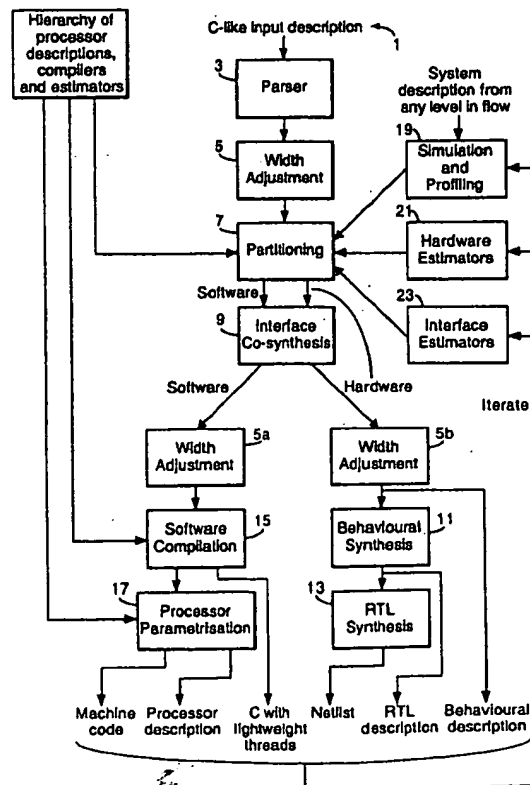 Hierarchy of
processor
descriptions,
compilers
and estimators
C-like input description
1
3
Parser
5
Width
Adjustment
System
description from
any level in flow
19
Simulation
and
Profiling
7
Partitioning
21
Hardware
Estimators
Software
9
Interface
Co-synthesis
23
Interface
Estimators
Software
Hardware
Iterate
Width
Adjustment
5a
Width
Adjustment
5b
Software
Compilation
15
Behavioural
Synthesis
11
17
Processor
Parametrisation
13
RTL
Synthesis
Machine
code
Processor
description
C with
lightweight
threads
Netlist
RTL
description
Behavioural
description